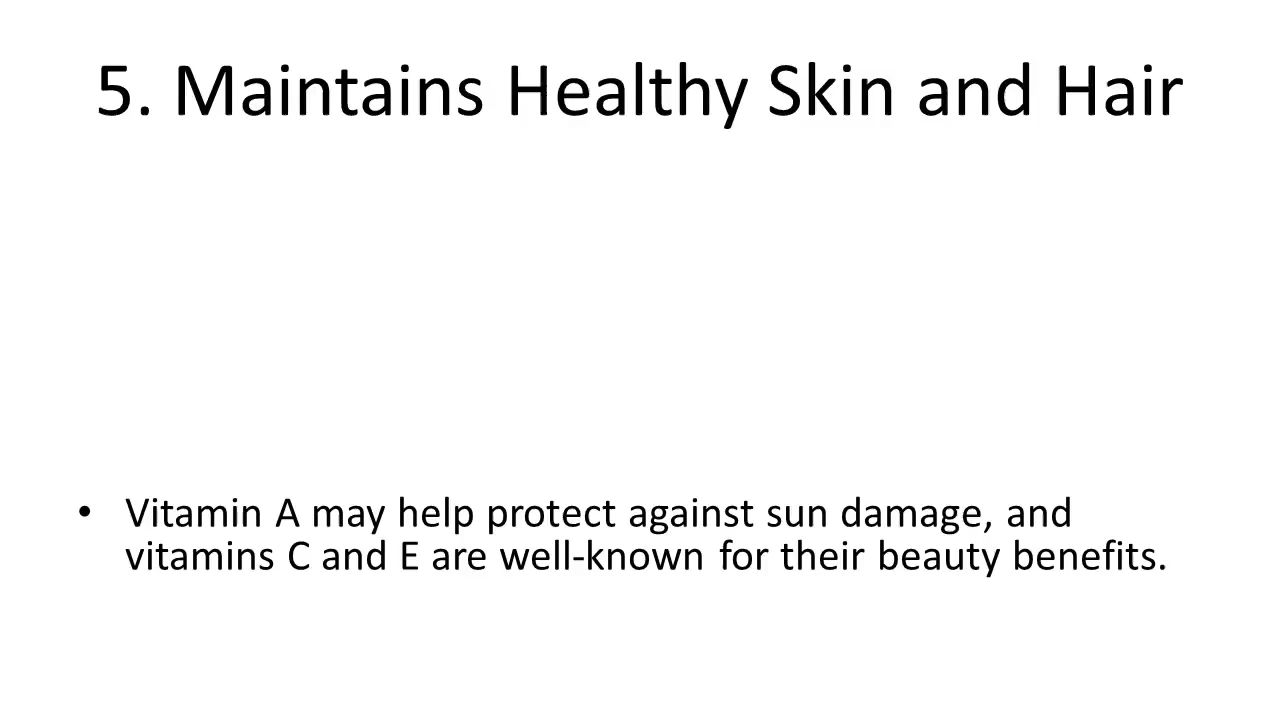 5. Maintains Healthy Skin and Hair
• Vitamin A may help protect against sun damage, and
vitamins C and E are well-known for their beauty benefits.